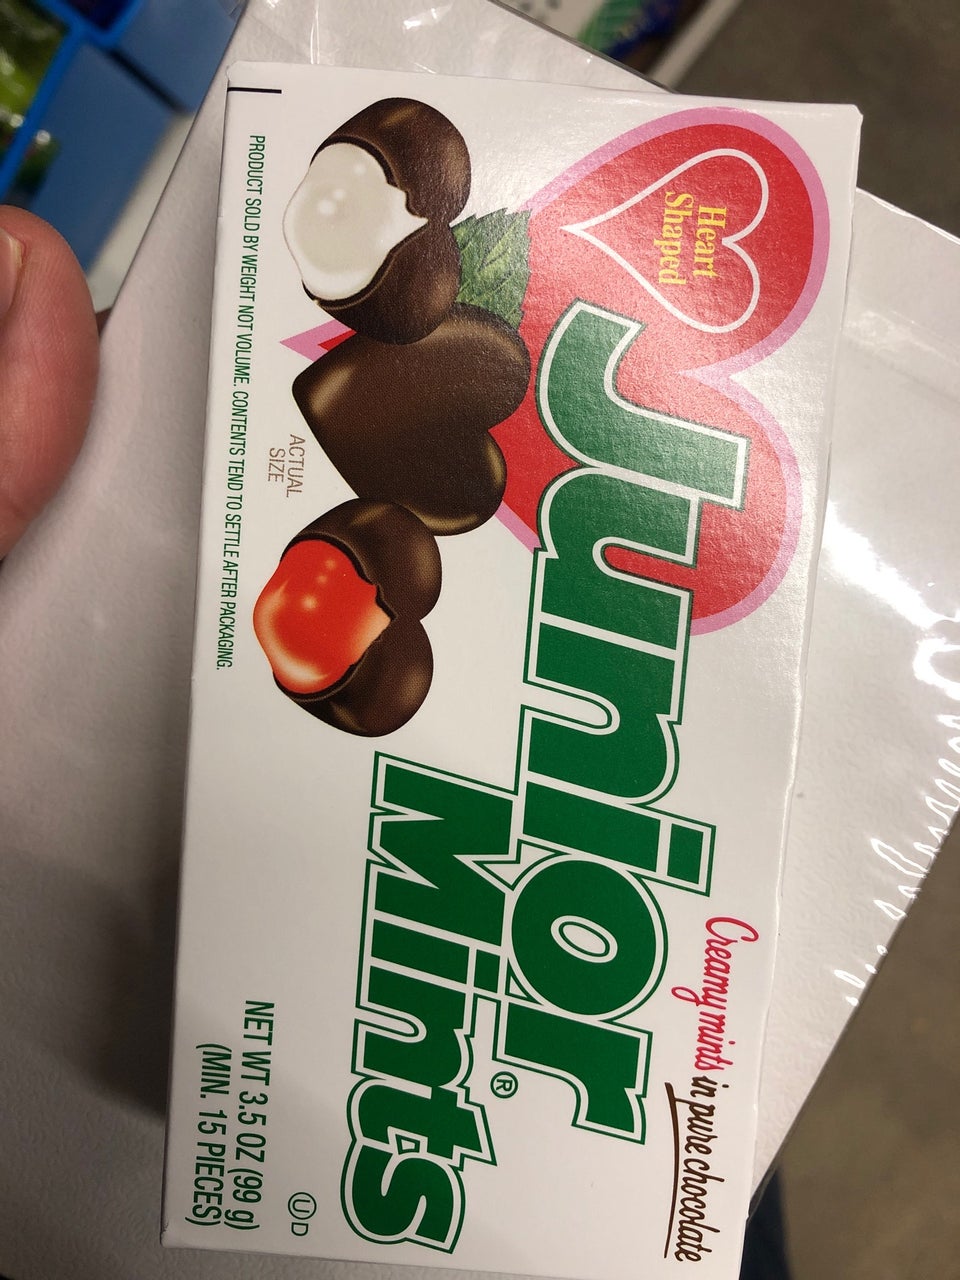 Heart
Shaped
Junior
Mints®
Creamy mints in pure chocolate
ACTUAL
SIZE
PRODUCT SOLD BY WEIGHT NOT VOLUME. CONTENTS TEND TO SETTLE AFTER PACKAGING.
U D
NET WT 3.5 OZ (99 g)
(MIN. 15 PIECES)